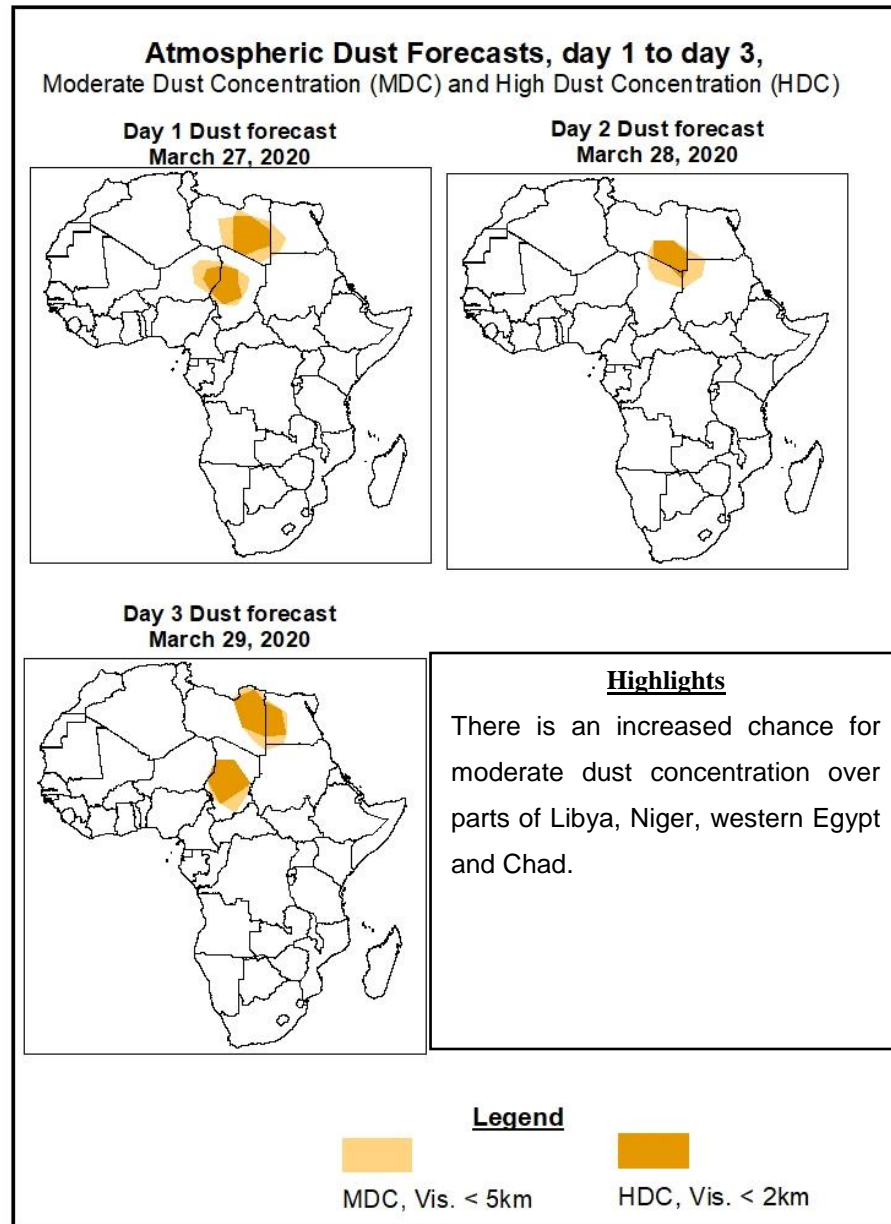 Atmospheric Dust Forecasts, day 1 to day 3,
Moderate Dust Concentration (MDC) and High Dust Concentration (HDC)
Day 1 Dust forecast
March 27, 2020
Day 2 Dust forecast
March 28, 2020
Day 3 Dust forecast
March 29, 2020
Highlights
There is an increased chance for
moderate dust concentration over
parts of Libya, Niger, western Egypt
and Chad.
Legend
MDC, Vis. < 5km
HDC, Vis. < 2km